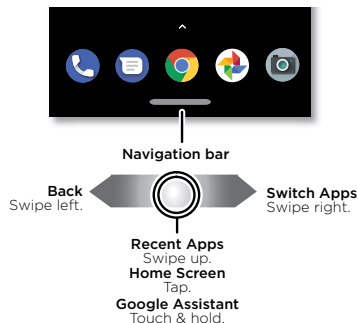 Navigation bar
Back
Swipe left.
Switch Apps
Swipe right.
Recent Apps
Swipe up.
Home Screen
Tap.
Google Assistant
Touch & hold.